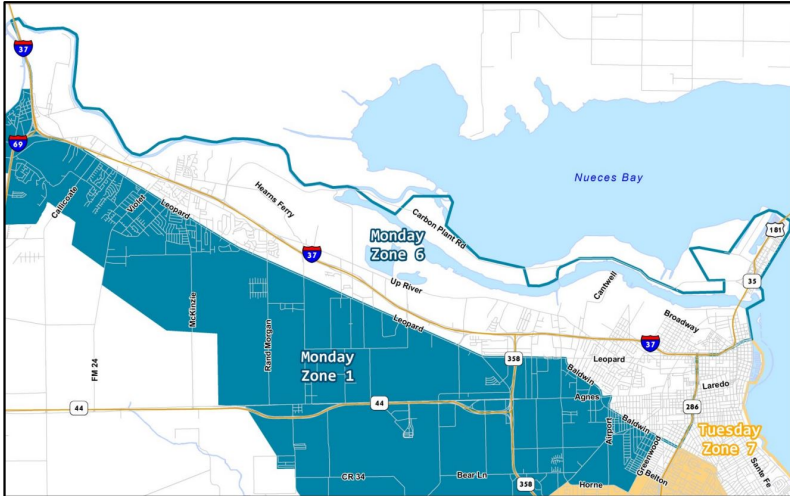 37
69
Callicoate
Violet
Leopard
Hearns Ferry
Nueces Bay
Carbon Plant Rd
Monday
Zone 6
37
Up River
Cantwell
181
35
Broadway
McKinzie
Rand Morgan
Leopard
Monday
Zone 1
FM 24
358
37
Leopard
Baldwin
Laredo
Agnes
44
44
286
Airport
Baldwin
Greenwood
Tuesday
Zone 7
Sante Fe
CR 34
Bear Ln
358
Horne
Belton